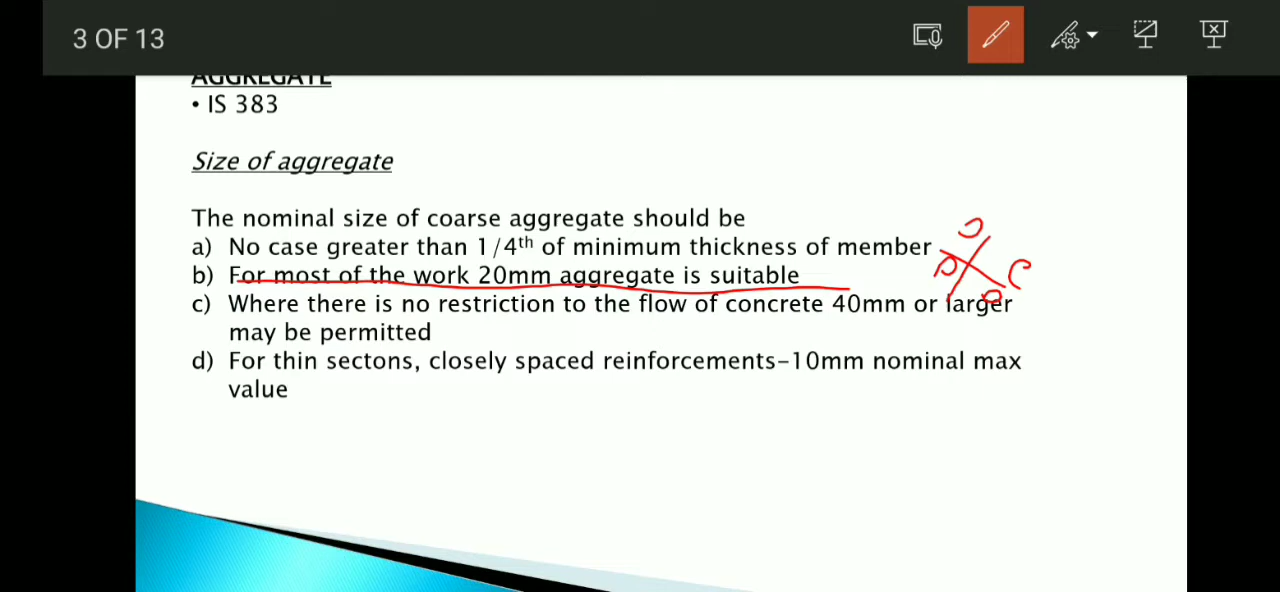 3 OF 13
AGGREGATE
• IS 383
Size of aggregate
The nominal size of coarse aggregate should be
a) No case greater than 1/4th of minimum thickness of member
b) For most of the work 20mm aggregate is suitable
c) Where there is no restriction to the flow of concrete 40mm or larger
may be permitted
d) For thin sectons, closely spaced reinforcements-10mm nominal max
value